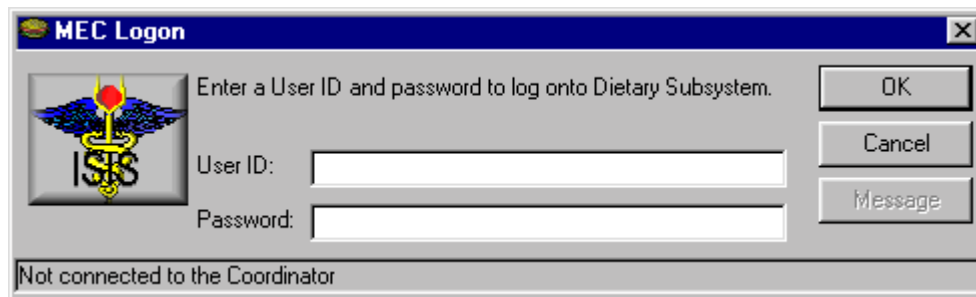 MEC Logon
Enter a User ID and password to log onto Dietary Subsystem.
OK
Cancel
ISIS
User ID:
Message
Password:
Not connected to the Coordinator